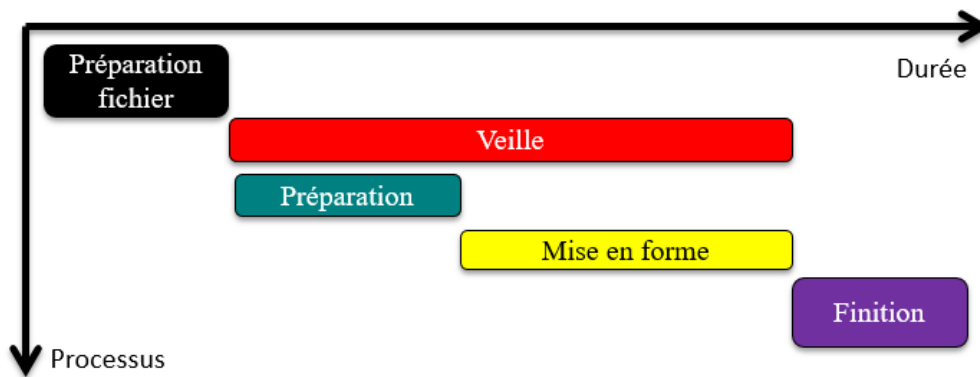 Préparation
fichier
Durée
Veille
Préparation
Mise en forme
Finition
Processus